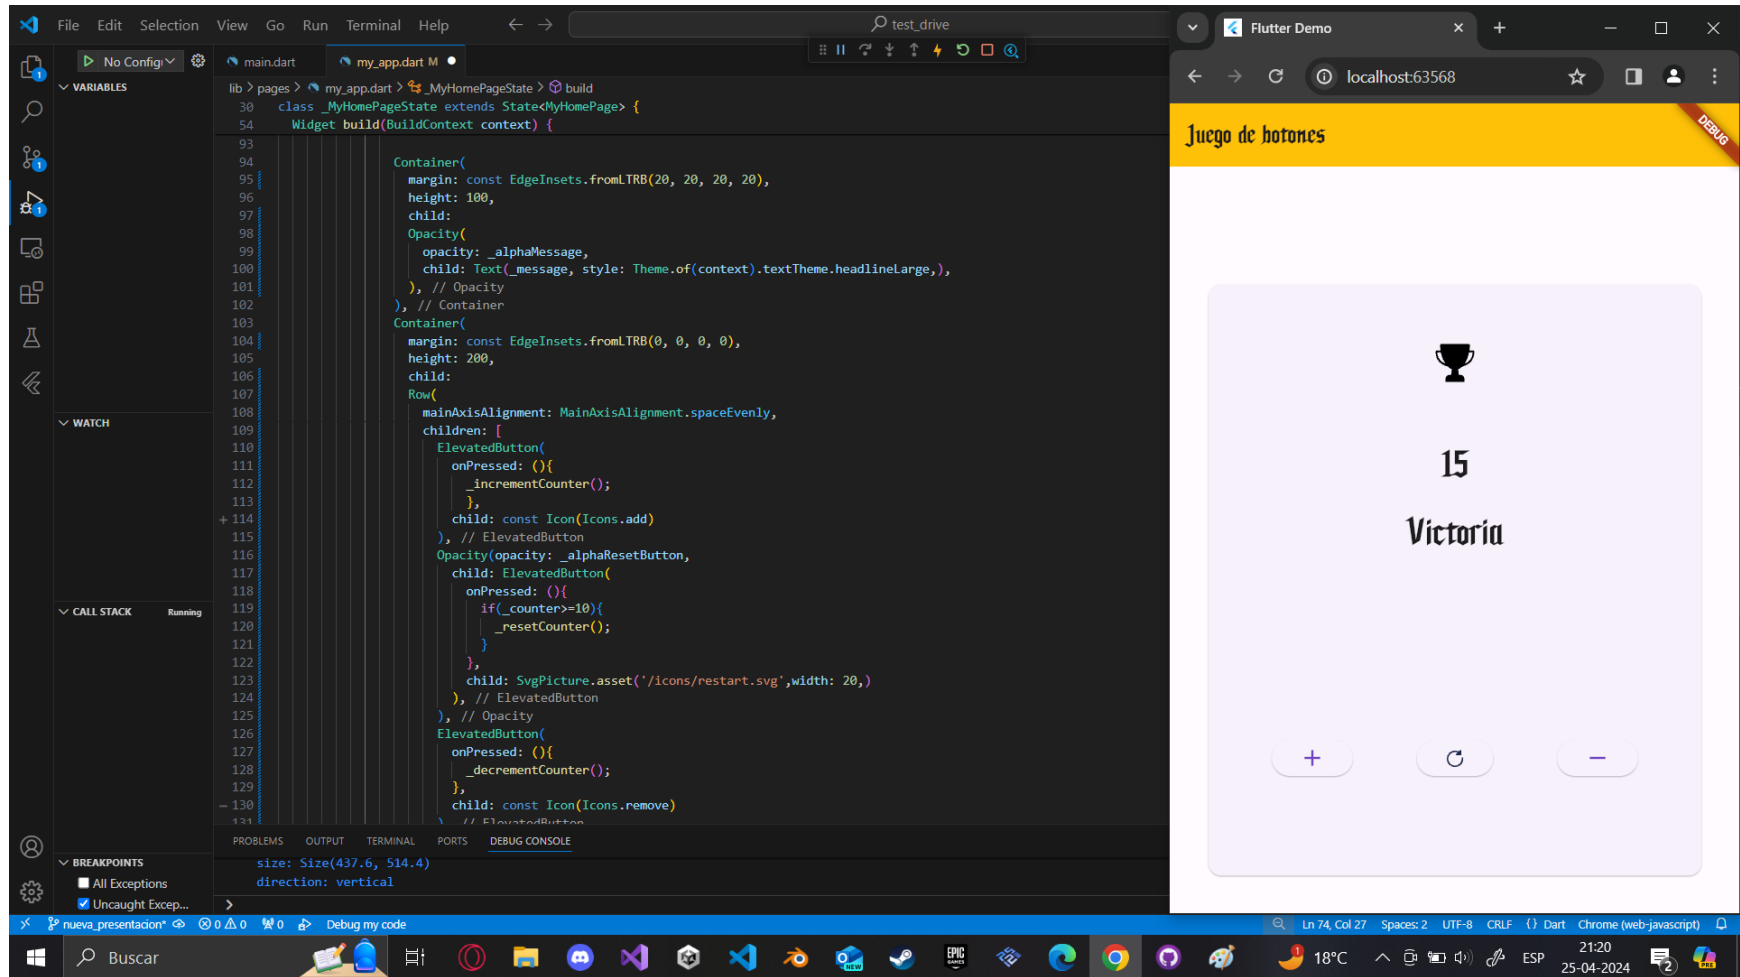 File Edit Selection View Go Run Terminal Help
test_drive
No Config
main.dart
my_app.dart M
VARIABLES
lib > pages > my_app.dart > _MyHomePageState > build
30 class _MyHomePageState extends State<MyHomePage> {
54 Widget build(BuildContext context) {
93
94 Container(
95 margin: const EdgeInsets.fromLTRB(20, 20, 20, 20),
96 height: 100,
97 child:
98 Opacity(
99 opacity: _alphaMessage,
100 child: Text(_message, style: Theme.of(context).textTheme.headlineLarge,),
101 ), // Opacity
102 ), // Container
103 Container(
104 margin: const EdgeInsets.fromLTRB(0, 0, 0, 0),
105 height: 200,
106 child:
107 Row(
108 mainAxisAlignment: MainAxisAlignment.spaceEvenly,
109 children: [
110 ElevatedButton(
111 onPressed: (){
112 _incrementCounter();
113 },
114 child: const Icon(Icons.add)
115 ), // ElevatedButton
116 Opacity(opacity: _alphaResetButton,
117 child: ElevatedButton(
118 onPressed: (){
119 if(_counter>=10){
120 _resetCounter();
121 }
122 },
123 child: SvgPicture.asset('/icons/restart.svg',width: 20,)
124 ), // ElevatedButton
125 ), // Opacity
126 ElevatedButton(
127 onPressed: (){
128 _decrementCounter();
129 },
130 child: const Icon(Icons.remove)
131 ), // ElevatedButton
WATCH
CALL STACK Running
BREAKPOINTS
All Exceptions
Uncaught Excep...
PROBLEMS OUTPUT TERMINAL PORTS DEBUG CONSOLE
size: Size(437.6, 514.4)
direction: vertical
>
nueva_presentacion* 0 0 0 Debug my code
Ln 74, Col 27 Spaces: 2 UTF-8 CRLF {} Dart Chrome (web-javascript)
Flutter Demo
localhost:63568
Juego de botones
DEBUG
15
Victoria
Buscar
NEW
EPIC GAMES
1
18°C
ESP
21:20
25-04-2024
2
PRE